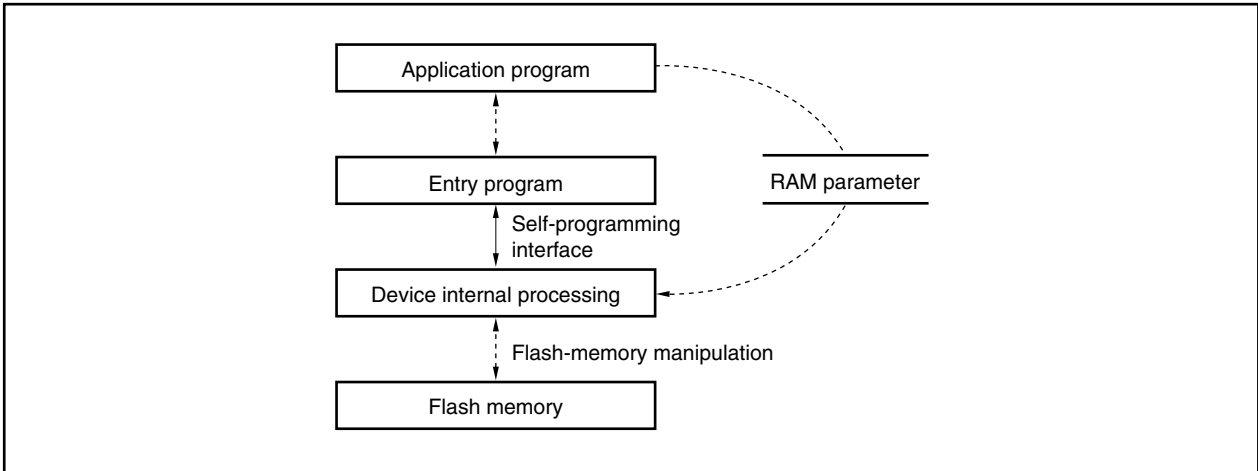 Application program
Entry program
RAM parameter
Self-programming
interface
Device internal processing
Flash-memory manipulation
Flash memory